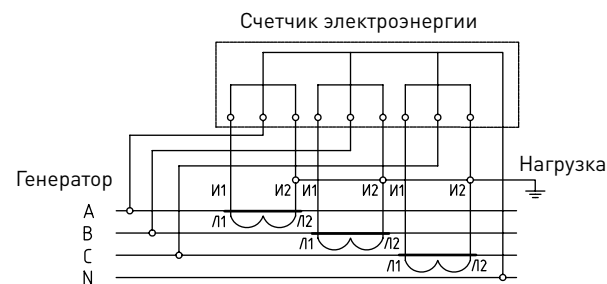 Счетчик электроэнергии
Генератор
Нагрузка
И1 И2 И1 И2 И1 И2
A
Л1 Л2
B
Л1 Л2
C
Л1 Л2
N